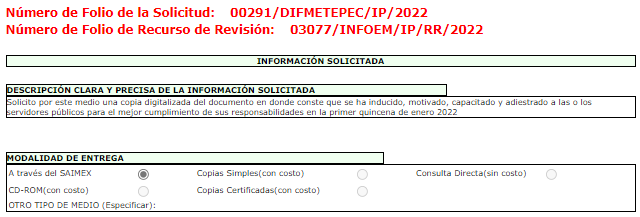 Número de Folio de la Solicitud: 00291/DIFMETEPEC/IP/2022
Número de Folio de Recurso de Revisión: 03077/INFOEM/IP/RR/2022
INFORMACIÓN SOLICITADA
DESCRIPCIÓN CLARA Y PRECISA DE LA INFORMACIÓN SOLICITADA
Solicito por este medio una copia digitalizada del documento en donde conste que se ha inducido, motivado, capacitado y adiestrado a las o los
servidores públicos para el mejor cumplimiento de sus responsabilidades en la primer quincena de enero 2022
MODALIDAD DE ENTREGA
A través del SAIMEX Copias Simples(con costo) Consulta Directa(sin costo)
CD-ROM(con costo) Copias Certificadas(con costo)
OTRO TIPO DE MEDIO (Especificar):